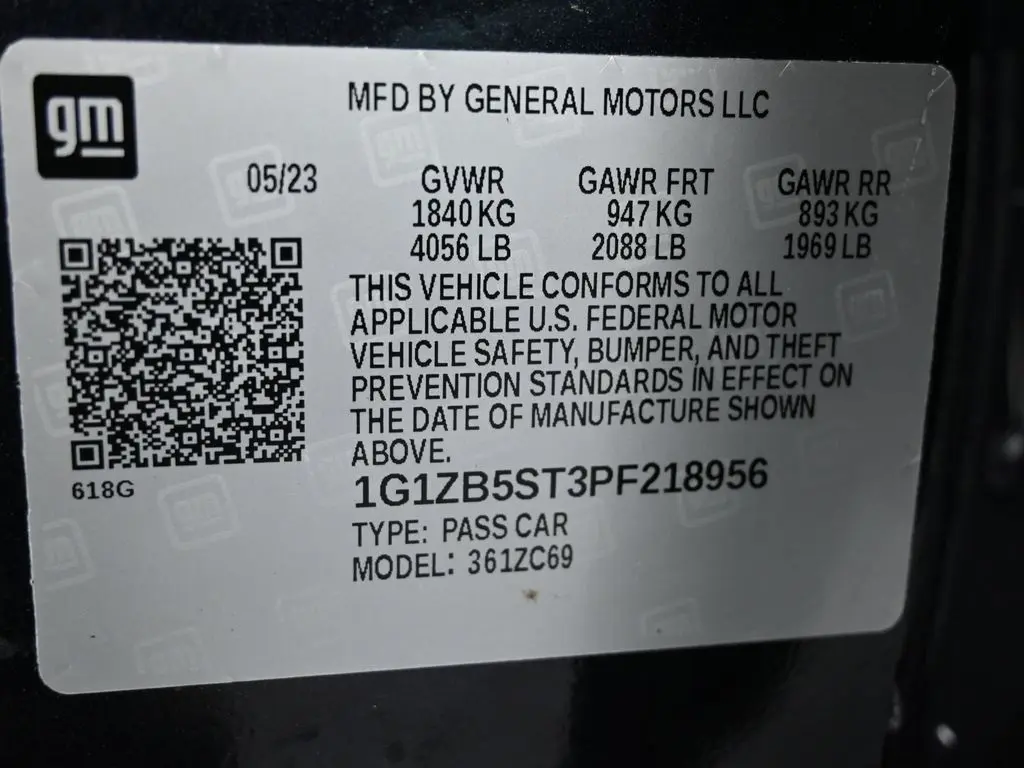 gm
MFD BY GENERAL MOTORS LLC
05/23 GVWR GAWR FRT GAWR RR
1840 KG 947 KG 893 KG
4056 LB 2088 LB 1969 LB
THIS VEHICLE CONFORMS TO ALL
APPLICABLE U.S. FEDERAL MOTOR
VEHICLE SAFETY, BUMPER, AND THEFT
PREVENTION STANDARDS IN EFFECT ON
THE DATE OF MANUFACTURE SHOWN
ABOVE.
618G
1G1ZB5ST3PF218956
TYPE: PASS CAR
MODEL: 361ZC69